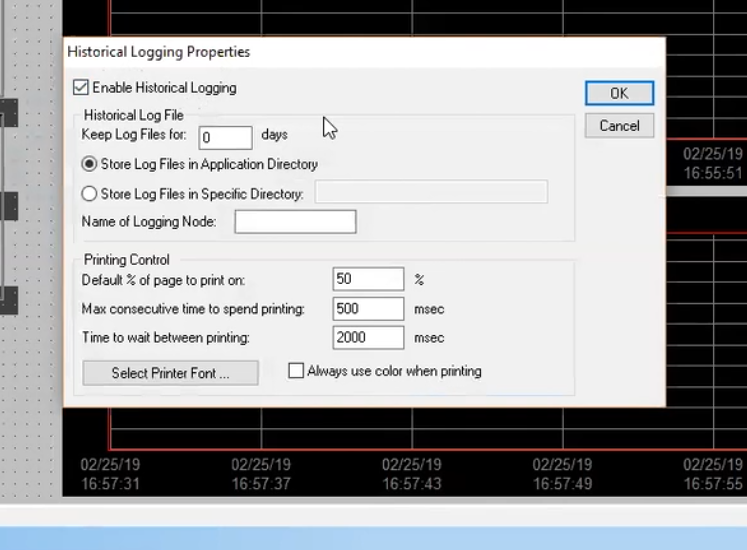 Historical Logging Properties
Enable Historical Logging
OK
Historical Log File
Cancel
Keep Log Files for: 0 days
Store Log Files in Application Directory
02/25/19
16:55:51
Store Log Files in Specific Directory:
Name of Logging Node:
Printing Control
Default % of page to print on: 50 %
Max consecutive time to spend printing: 500 msec
Time to wait between printing: 2000 msec
Select Printer Font ... Always use color when printing
02/25/19 02/25/19 02/25/19 02/25/19 02/25/19
16:57:31 16:57:37 16:57:43 16:57:49 16:57:55